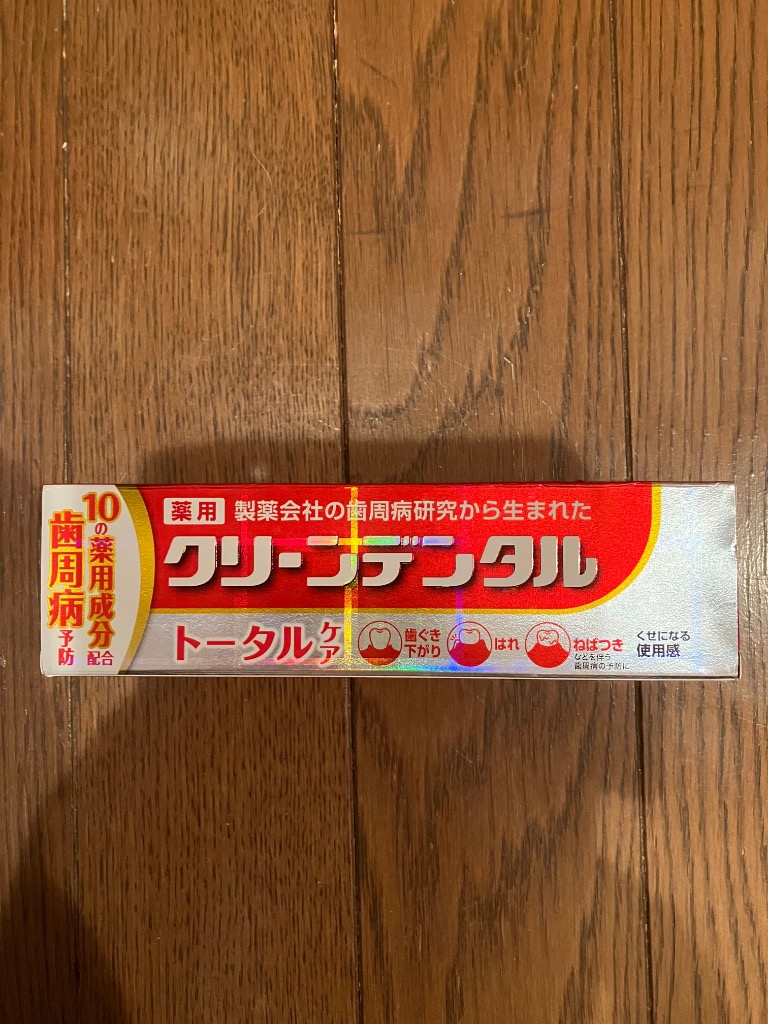 10の薬用成分配合
歯周病予防
薬用 製薬会社の歯周病研究から生まれた
クリーンデンタル
トータルケア
歯ぐき
下がり
はれ
ねばつき
などを伴う
歯周病の予防に
くせになる
使用感